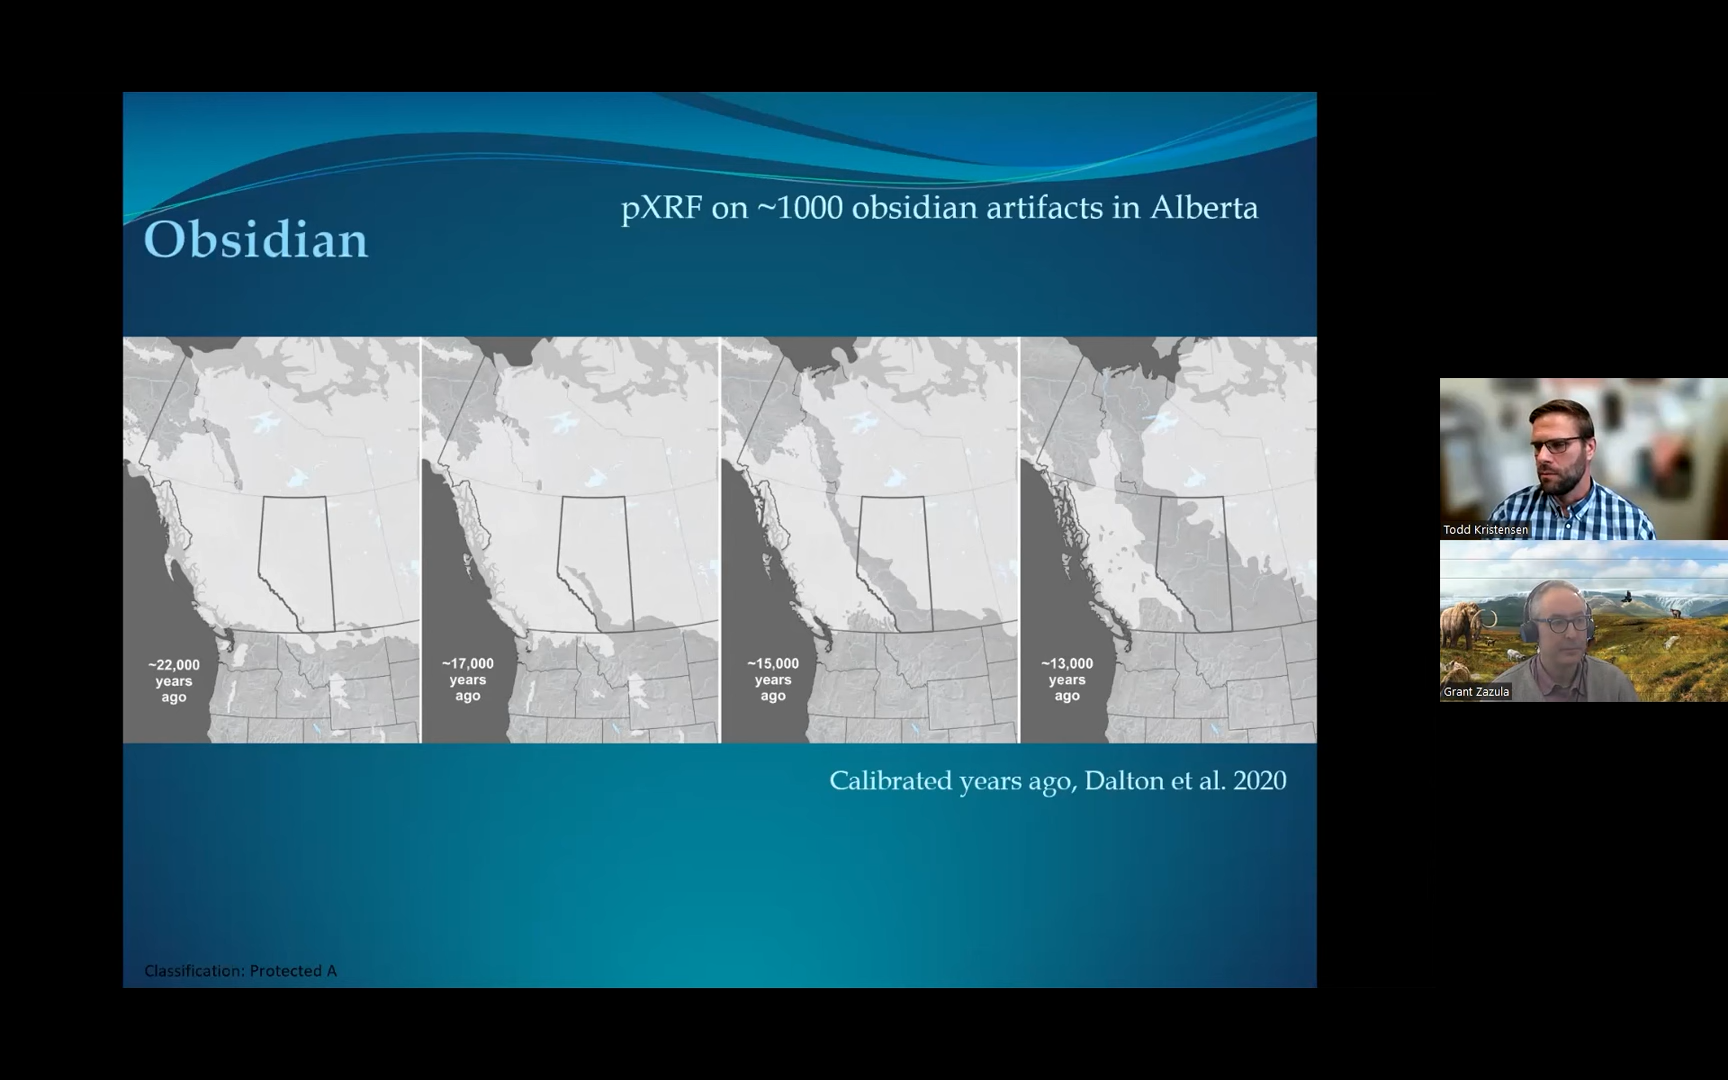 pXRF on ~1000 obsidian artifacts in Alberta
Obsidian
~22,000
years
ago
~17,000
years
ago
~15,000
years
ago
~13,000
years
ago
Calibrated years ago, Dalton et al. 2020
Classification: Protected A
Todd Kristensen
Grant Zazula